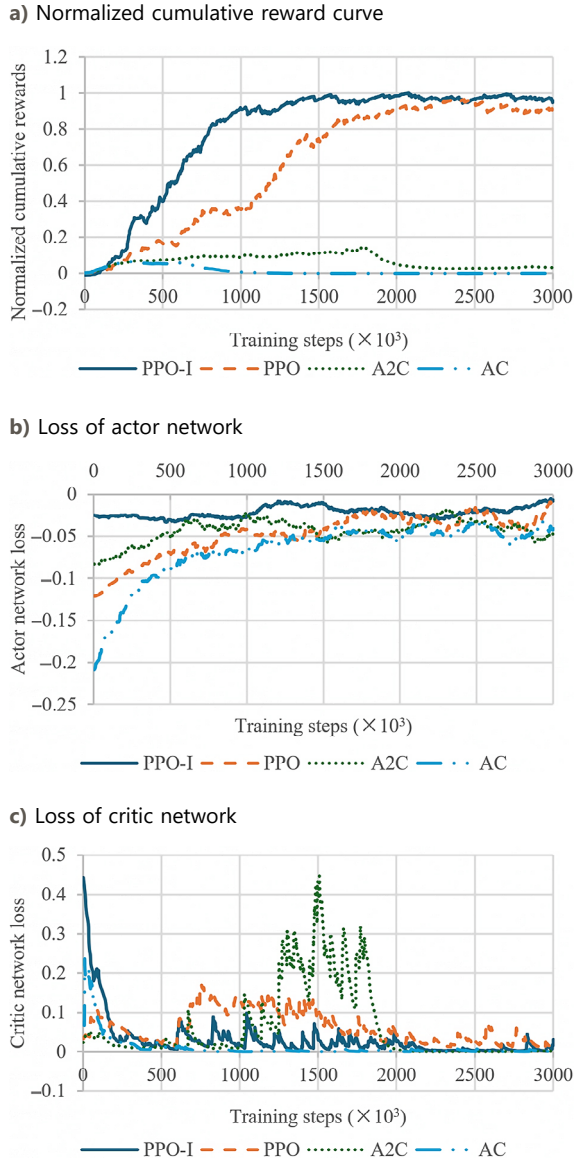 a) Normalized cumulative reward curve
1.2
1
0.8
0.6
0.4
0.2
0
−0.2
Normalized cumulative rewards
0 500 1000 1500 2000 2500 3000
Training steps (×10³)
PPO-I PPO A2C AC
b) Loss of actor network
0 500 1000 1500 2000 2500 3000
0
−0.05
−0.1
−0.15
−0.2
−0.25
Actor network loss
Training steps (×10³)
PPO-I PPO A2C AC
c) Loss of critic network
0.5
0.4
0.3
0.2
0.1
0
−0.1
Critic network loss
0 500 1000 1500 2000 2500 3000
Training steps (×10³)
PPO-I PPO A2C AC